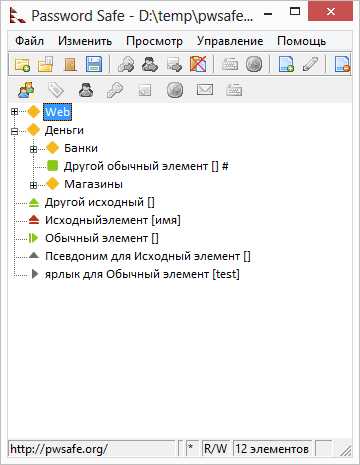 Password Safe - D:\temp\pwsafe...
Файл Изменить Просмотр Управление Помощь
Web
Деньги
Банки
Другой обычный элемент [] #
Магазины
Другой исходный []
Исходныйэлемент [имя]
Обычный элемент []
Псевдоним для Исходный элемент []
ярлык для Обычный элемент [test]
http://pwsafe.org/ * R/W 12 элементов